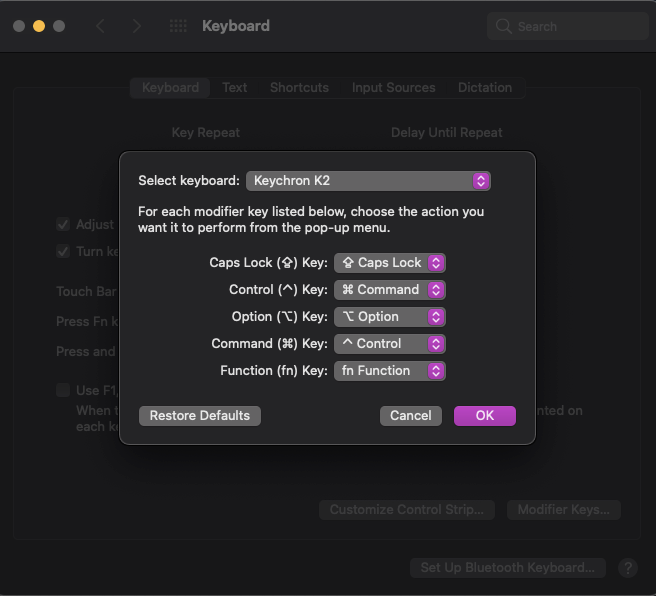 Keyboard
Search
Keyboard Text Shortcuts Input Sources Dictation
Key Repeat Delay Until Repeat
Select keyboard: Keychron K2
For each modifier key listed below, choose the action you
want it to perform from the pop-up menu.
Adjust
Turn ke
Touch Bar
Press Fn k
Press and
Caps Lock (⇪) Key: ⇪ Caps Lock
Control (^) Key: ⌘ Command
Option (⌥) Key: ⌥ Option
Command (⌘) Key: ^ Control
Function (fn) Key: fn Function
Use F1,
When t
each ke
nted on
Restore Defaults Cancel OK
Customize Control Strip... Modifier Keys...
Set Up Bluetooth Keyboard... ?